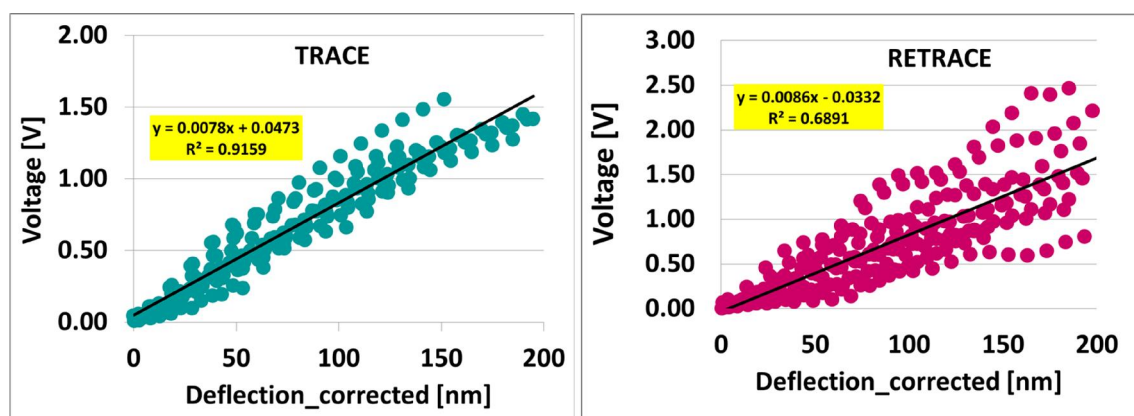 TRACE
y = 0.0078x + 0.0473
R² = 0.9159
Voltage [V]
2.00
1.50
1.00
0.50
0.00
0 50 100 150 200
Deflection_corrected [nm]
RETRACE
y = 0.0086x - 0.0332
R² = 0.6891
Voltage [V]
3.00
2.50
2.00
1.50
1.00
0.50
0.00
0 50 100 150 200
Deflection_corrected [nm]